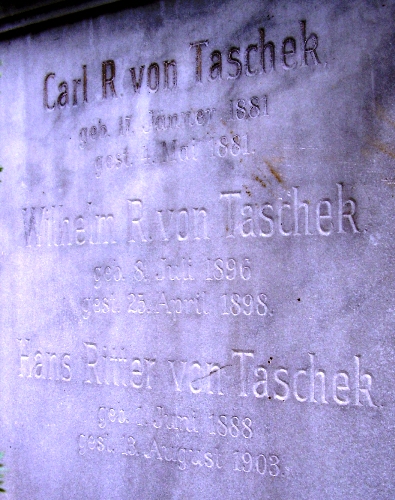 Carl R. von Taschek.
geb. 17. Jänner 1881
gest. 4. Mai 1881.
Wilhelm R. von Taschek.
geb. 8. Juli 1896
gest. 25. April 1898.
Hans Ritter von Taschek.
geb. 1. Juni 1888
gest. 13. August 1903.